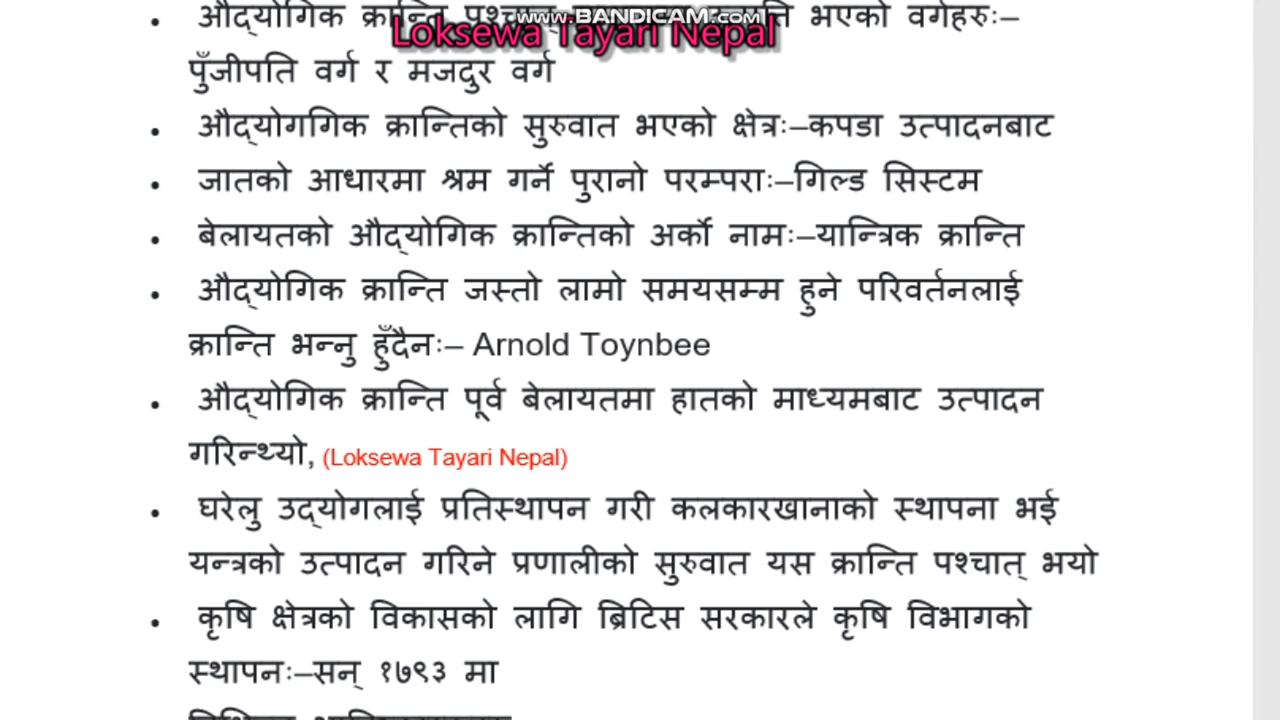 www.BANDICAM.com
Loksewa Tayari Nepal
• औद्योगिक क्रान्ति पश्चात् भएको वर्गहरुः–
पुँजीपति वर्ग र मजदुर वर्ग
• औद्योगगिक क्रान्तिको सुरुवात भएको क्षेत्रः–कपडा उत्पादनबाट
• जातको आधारमा श्रम गर्ने पुरानो परम्पराः–गिल्ड सिस्टम
• बेलायतको औद्योगिक क्रान्तिको अर्को नामः–यान्त्रिक क्रान्ति
• औद्योगिक क्रान्ति जस्तो लामो समयसम्म हुने परिवर्तनलाई
क्रान्ति भन्नु हुँदैनः– Arnold Toynbee
• औद्योगिक क्रान्ति पूर्व बेलायतमा हातको माध्यमबाट उत्पादन
गरिन्थ्यो, (Loksewa Tayari Nepal)
• घरेलु उद्योगलाई प्रतिस्थापन गरी कलकारखानाको स्थापना भई
यन्त्रको उत्पादन गरिने प्रणालीको सुरुवात यस क्रान्ति पश्चात् भयो
• कृषि क्षेत्रको विकासको लागि ब्रिटिस सरकारले कृषि विभागको
स्थापनः–सन् १७९३ मा